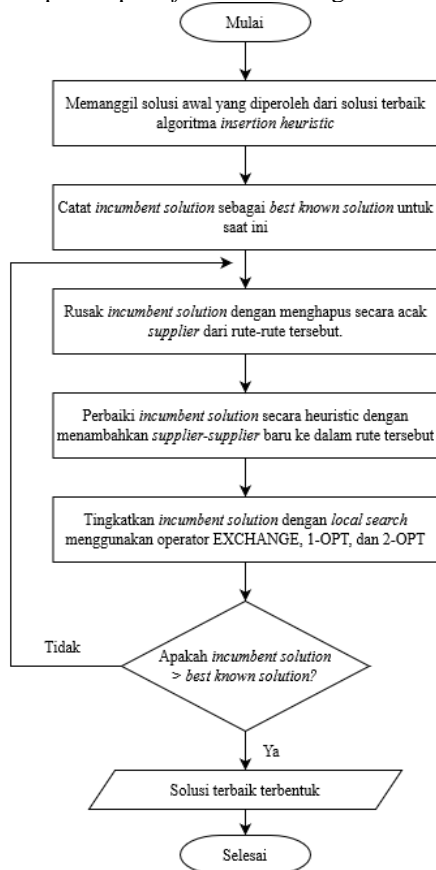 Mulai
Memanggil solusi awal yang diperoleh dari solusi terbaik
algoritma insertion heuristic
Catat incumbent solution sebagai best known solution untuk
saat ini
Rusak incumbent solution dengan menghapus secara acak
supplier dari rute-rute tersebut.
Perbaiki incumbent solution secara heuristic dengan
menambahkan supplier-supplier baru ke dalam rute tersebut
Tingkatkan incumbent solution dengan local search
menggunakan operator EXCHANGE, 1-OPT, dan 2-OPT
Tidak
Apakah incumbent solution
> best known solution?
Ya
Solusi terbaik terbentuk
Selesai